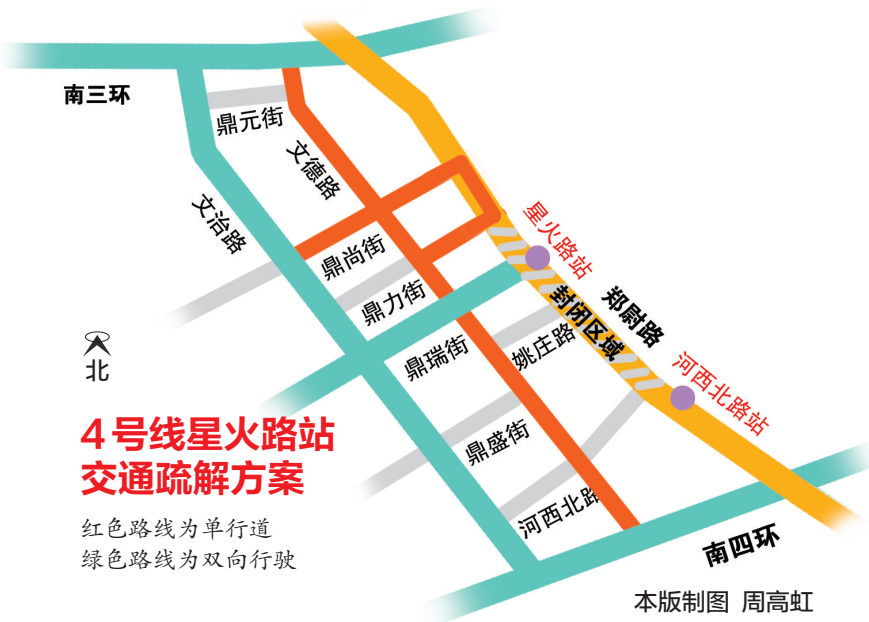 南三环
鼎元街
文德路
文治路
星火路站
鼎尚街
鼎力街
郑尉路
封闭区域
北
鼎瑞街
姚庄路
河西北路站
4号线星火路站
交通疏解方案
鼎盛街
红色路线为单行道
绿色路线为双向行驶
河西北路
南四环
本版制图 周高虹